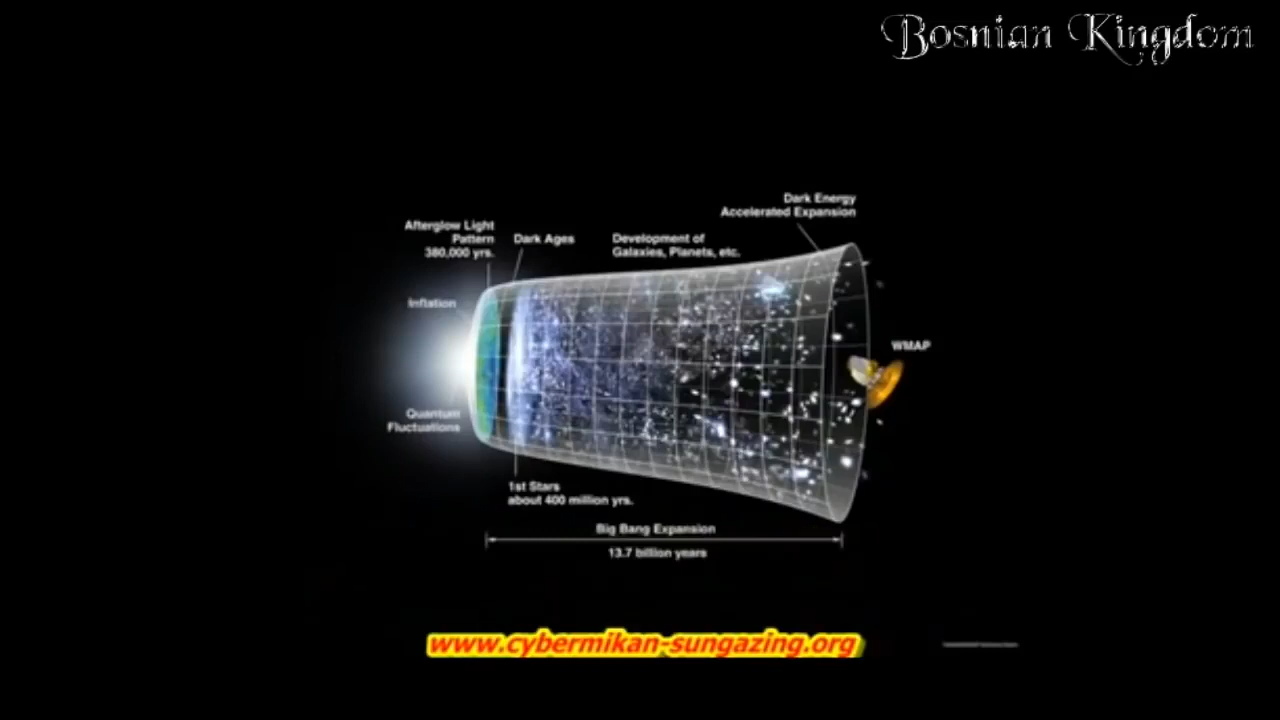 Bosnian Kingdom
Dark Energy
Accelerated Expansion
Afterglow Light
Pattern
380,000 yrs.
Dark Ages
Development of
Galaxies, Planets, etc.
Inflation
WMAP
Quantum
Fluctuations
1st Stars
about 400 million yrs.
Big Bang Expansion
13.7 billion years
www.cybermikan-sungazing.org